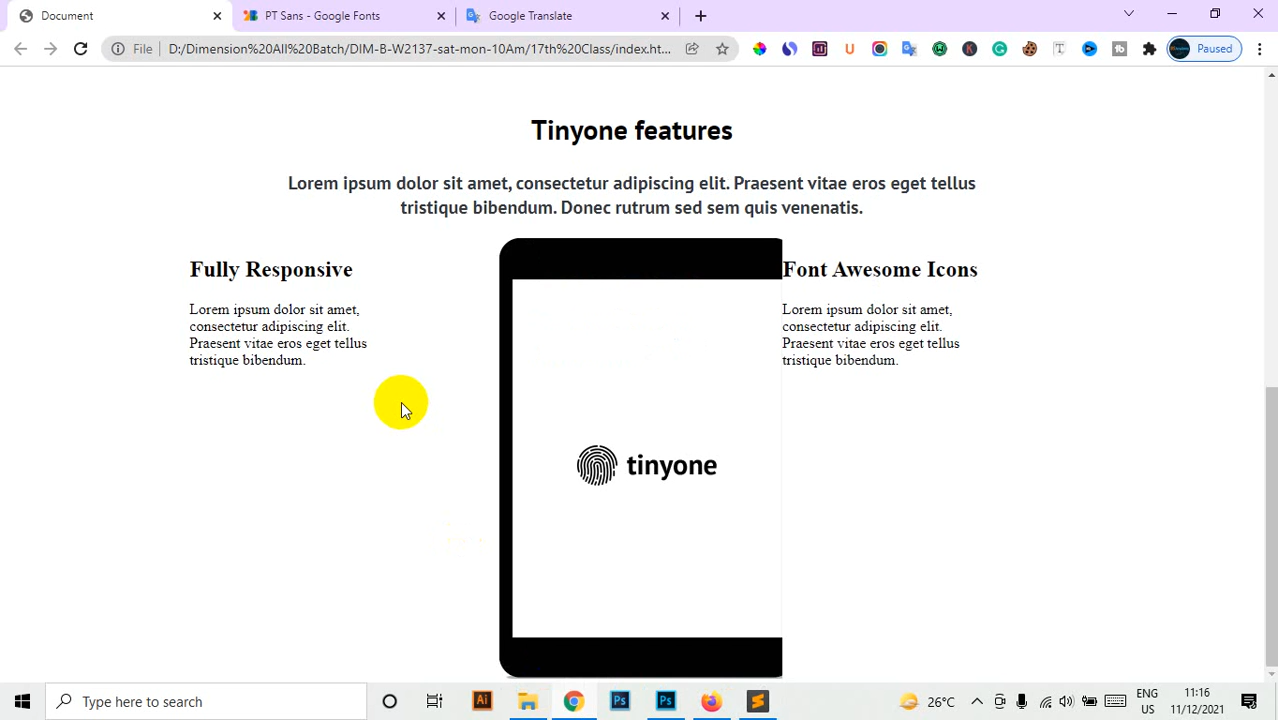 Document
PT Sans - Google Fonts
Google Translate
File
D:/Dimension%20All%20Batch/DIM-B-W2137-sat-mon-10Am/17th%20Class/index.ht...
Paused
Tinyone features
Lorem ipsum dolor sit amet, consectetur adipiscing elit. Praesent vitae eros eget tellus
tristique bibendum. Donec rutrum sed sem quis venenatis.
Fully Responsive
Lorem ipsum dolor sit amet,
consectetur adipiscing elit.
Praesent vitae eros eget tellus
tristique bibendum.
tinyone
Font Awesome Icons
Lorem ipsum dolor sit amet,
consectetur adipiscing elit.
Praesent vitae eros eget tellus
tristique bibendum.
Type here to search
Ai
Ps
Ps
26°C
ENG
US
11:16
11/12/2021